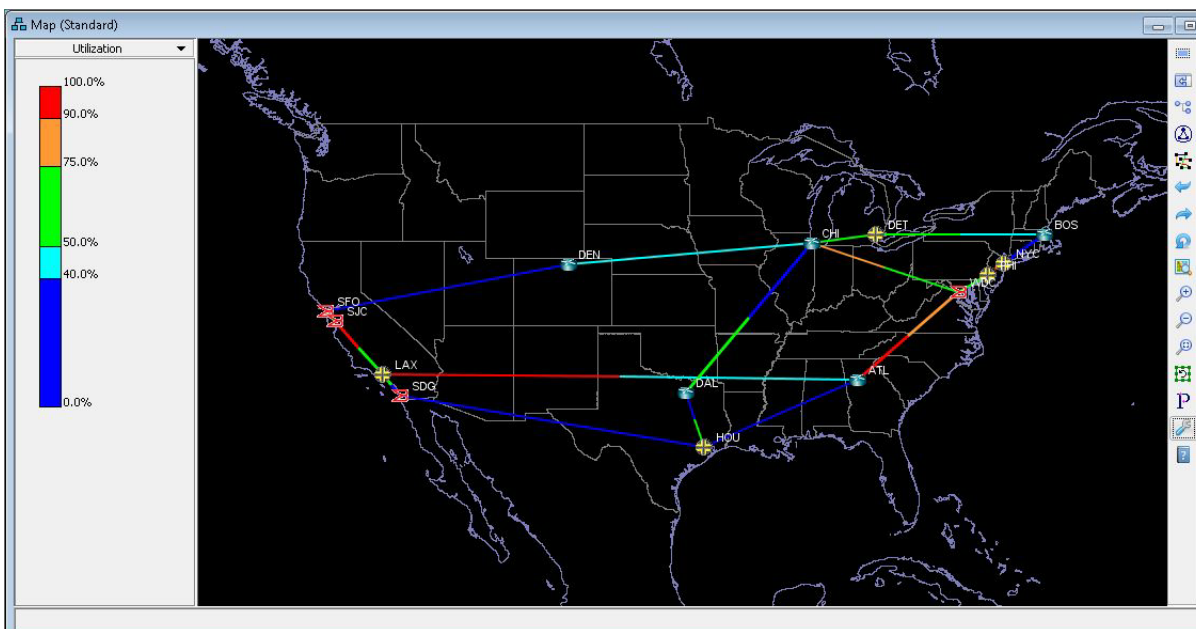 Map (Standard)
Utilization
100.0%
90.0%
75.0%
50.0%
40.0%
0.0%
CHI
DET
BOS
DEN
NYC
WDC
SFO
SJC
LAX
SDG
ATL
DAL
HOU
P
?